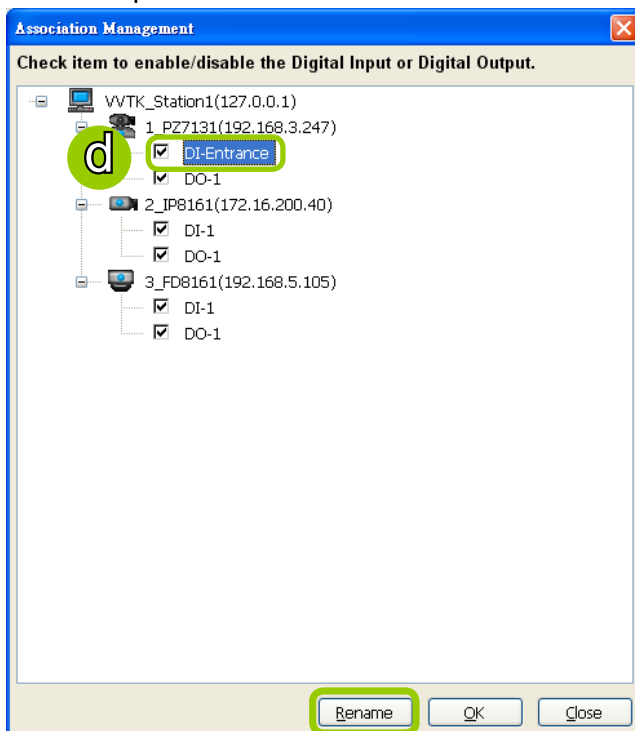 Association Management
Check item to enable/disable the Digital Input or Digital Output.
VVTK_Station1(127.0.0.1)
1_PZ7131(192.168.3.247)
d
DI-Entrance
DO-1
2_IP8161(172.16.200.40)
DI-1
DO-1
3_FD8161(192.168.5.105)
DI-1
DO-1
Rename OK Close